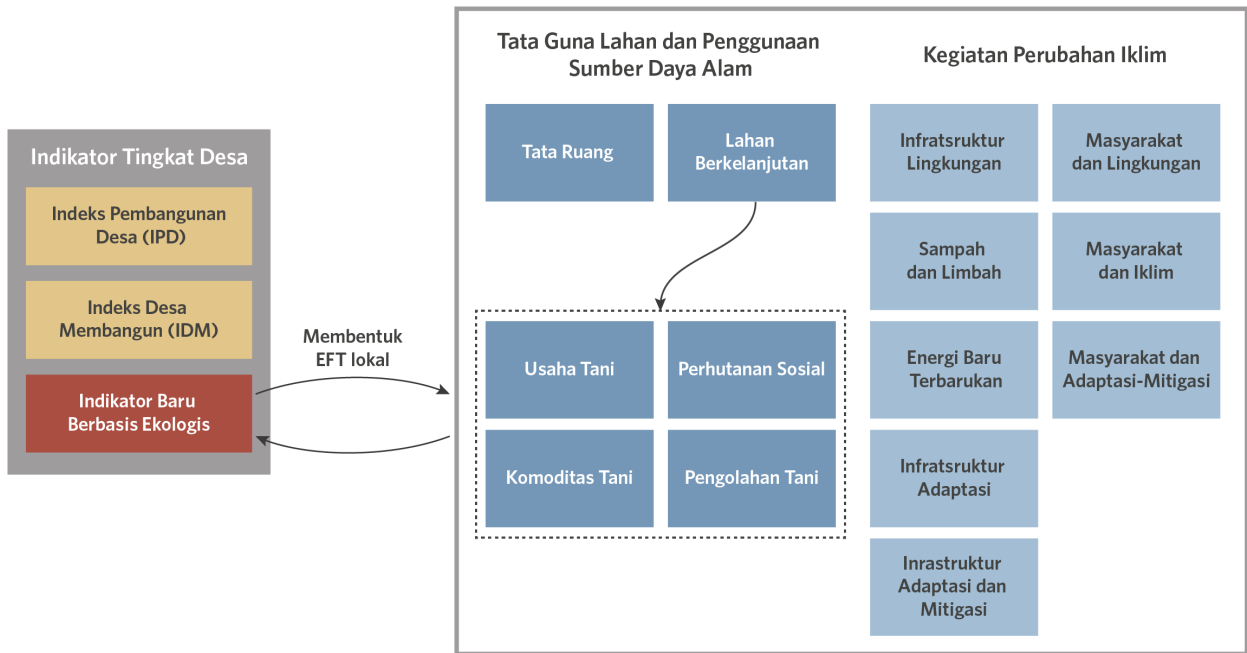 Indikator Tingkat Desa
Indeks Pembangunan
Desa (IPD)
Indeks Desa
Membangun (IDM)
Indikator Baru
Berbasis Ekologis
Membentuk
EFT lokal
Tata Guna Lahan dan Penggunaan
Sumber Daya Alam
Tata Ruang
Lahan
Berkelanjutan
Usaha Tani
Perhutanan Sosial
Komoditas Tani
Pengolahan Tani
Kegiatan Perubahan Iklim
Infratsruktur
Lingkungan
Masyarakat
dan Lingkungan
Sampah
dan Limbah
Masyarakat
dan Iklim
Energi Baru
Terbarukan
Masyarakat dan
Adaptasi-Mitigasi
Infratsruktur
Adaptasi
Inrastruktur
Adaptasi dan
Mitigasi